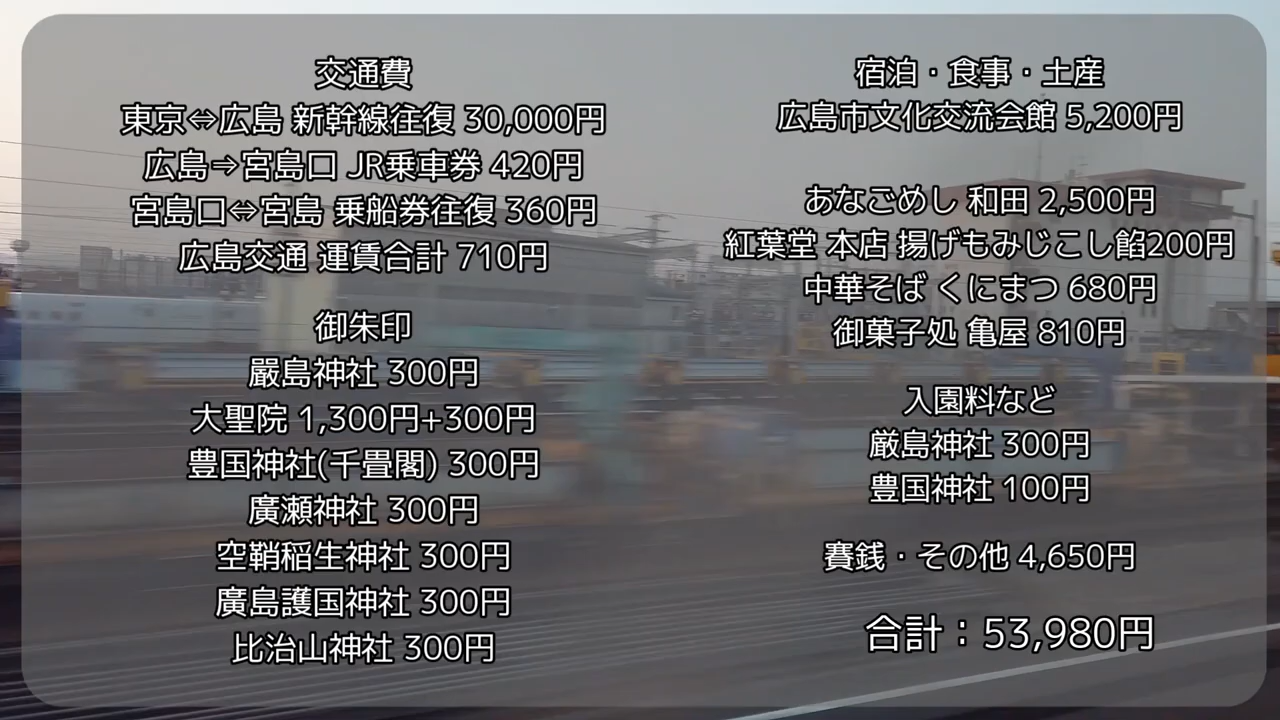 交通費
東京⇔広島 新幹線往復 30,000円
広島⇒宮島口 JR乗車券 420円
宮島口⇔宮島 乗船券往復 360円
広島交通 運賃合計 710円
御朱印
嚴島神社 300円
大聖院 1,300円+300円
豊国神社(千畳閣) 300円
廣瀬神社 300円
空鞘稲生神社 300円
廣島護国神社 300円
比治山神社 300円
宿泊・食事・土産
広島市文化交流会館 5,200円
あなごめし 和田 2,500円
紅葉堂 本店 揚げもみじこし餡200円
中華そば くにまつ 680円
御菓子処 亀屋 810円
入園料など
厳島神社 300円
豊国神社 100円
賽銭・その他 4,650円
合計：53,980円